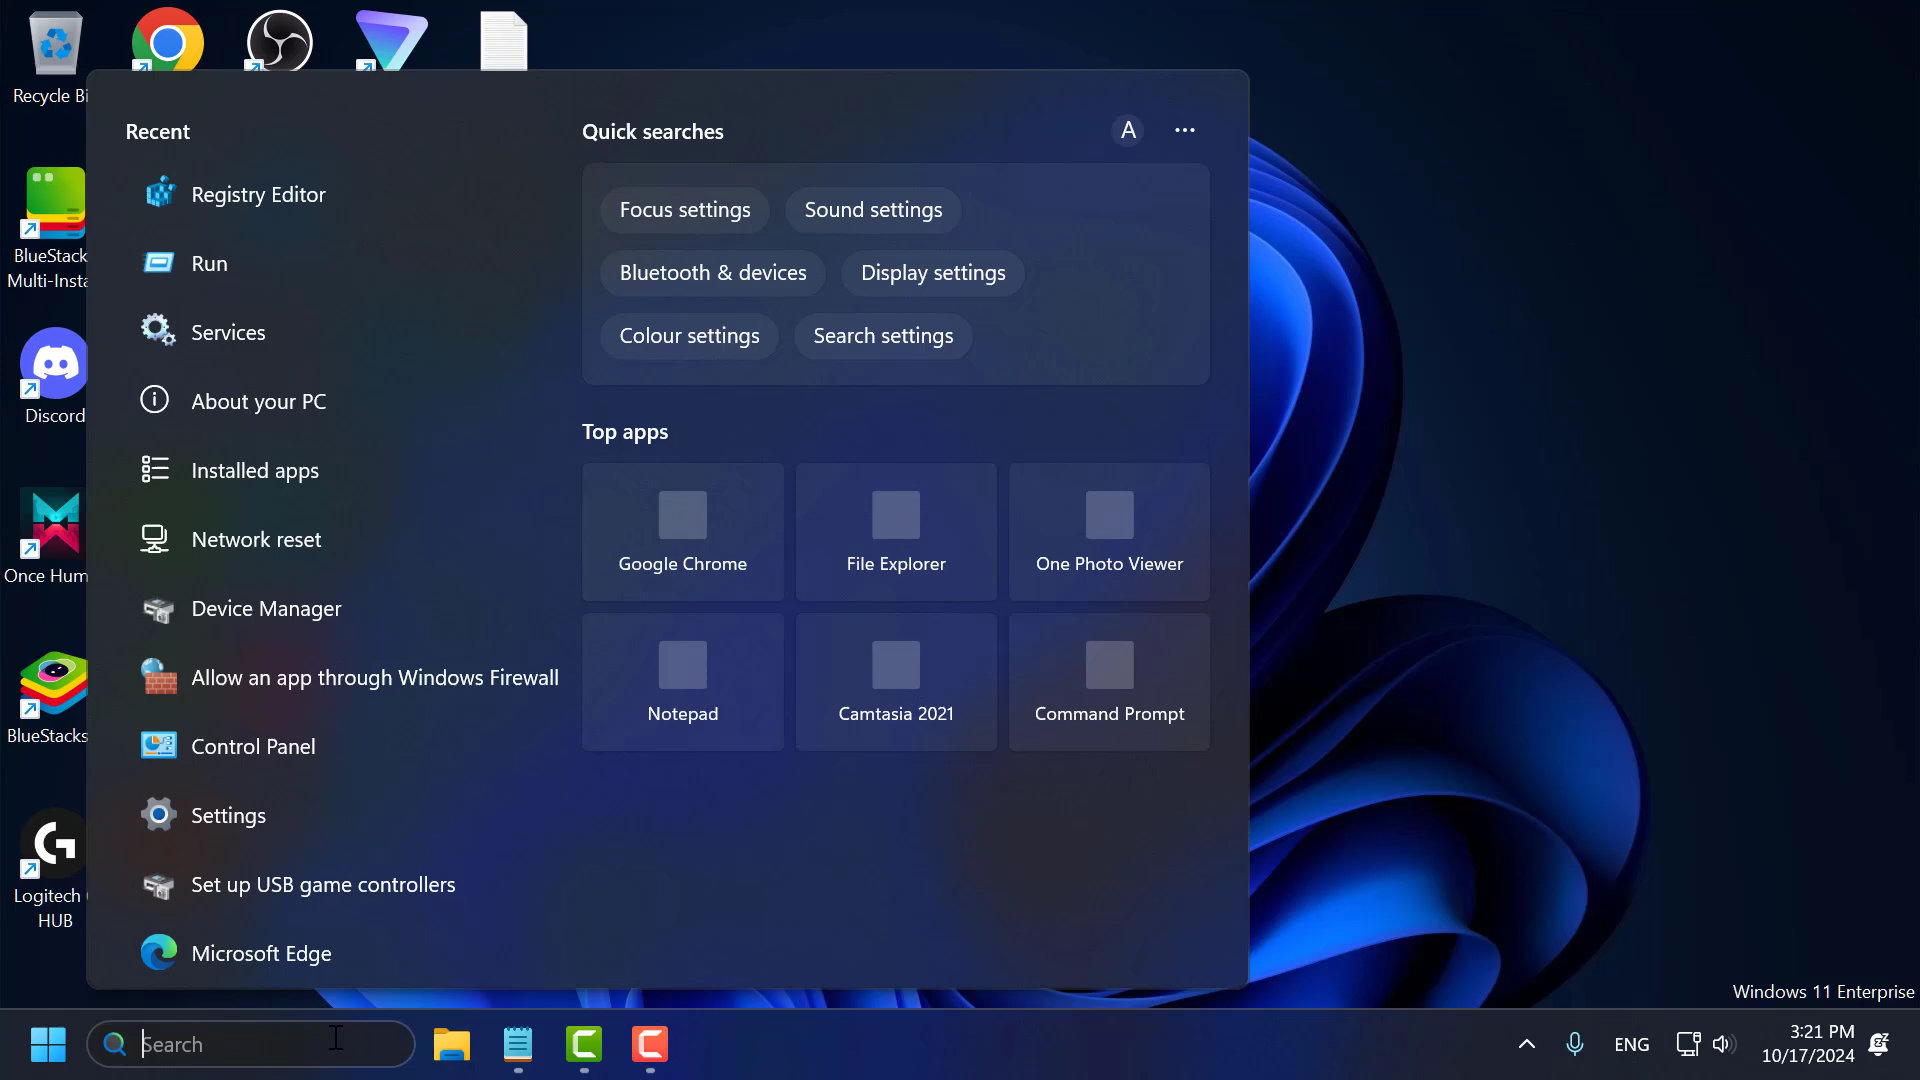 Recycle Bi
BlueStack
Multi-Insta
Discord
Once Hum
BlueStacks
Logitech
HUB
Recent
Registry Editor
Run
Services
About your PC
Installed apps
Network reset
Device Manager
Allow an app through Windows Firewall
Control Panel
Settings
Set up USB game controllers
Microsoft Edge
Quick searches
A
Focus settings
Sound settings
Bluetooth & devices
Display settings
Colour settings
Search settings
Top apps
Google Chrome
File Explorer
One Photo Viewer
Notepad
Camtasia 2021
Command Prompt
Windows 11 Enterprise
Search
ENG
3:21 PM
10/17/2024